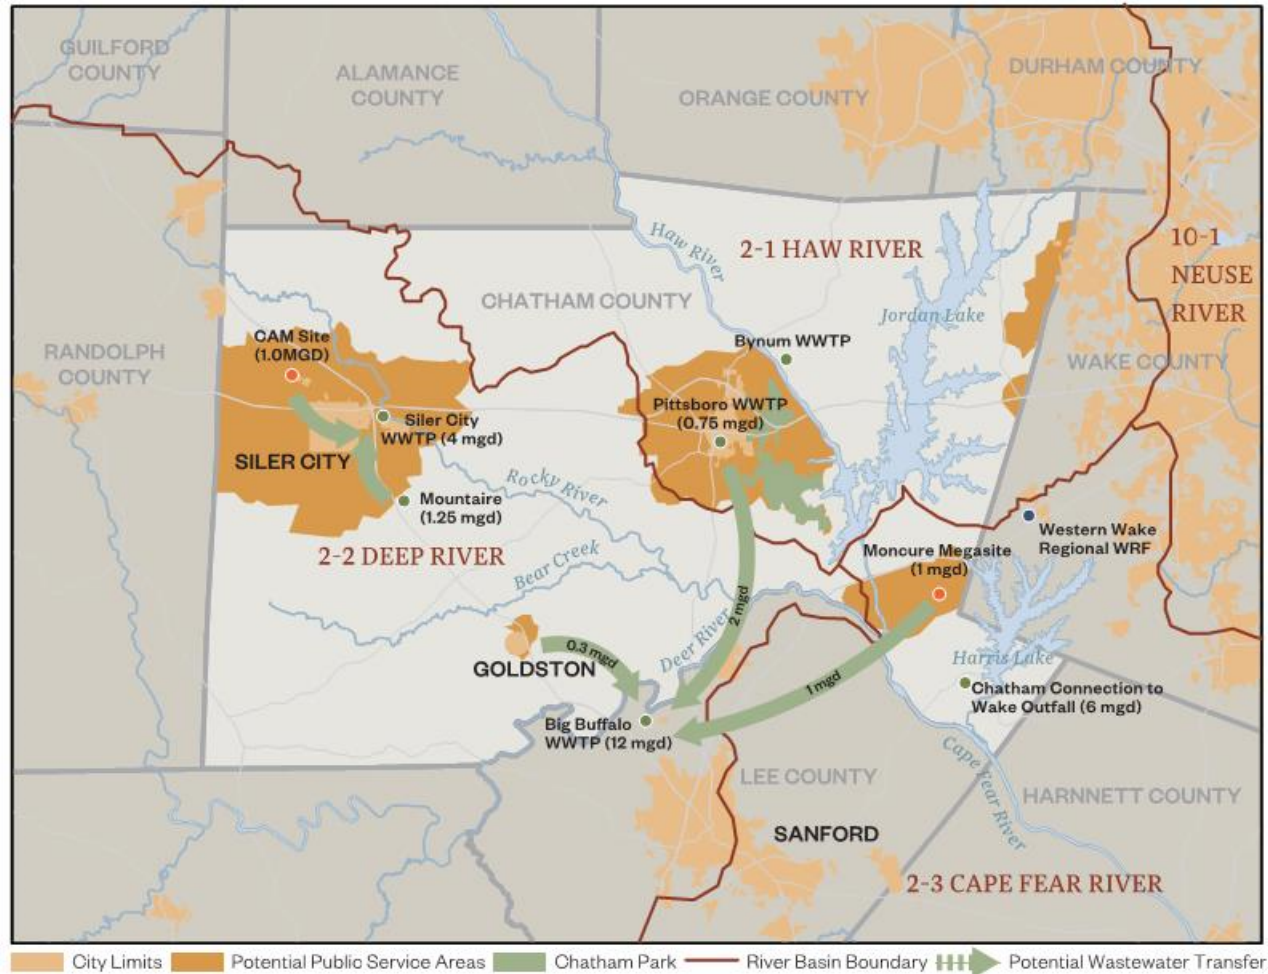 GUILFORD
COUNTY
ALAMANCE
COUNTY
ORANGE COUNTY
DURHAM COUNTY
Haw River
2-1 HAW RIVER
10-1
NEUSE
RIVER
CHATHAM COUNTY
Jordan Lake
RANDOLPH
COUNTY
CAM Site
(1.0MGD)
Bynum WWTP
WAKE COUNTY
Siler City
WWTP (4 mgd)
Pittsboro WWTP
(0.75 mgd)
SILER CITY
Mountaire
(1.25 mgd)
Rocky River
Western Wake
Regional WRF
2-2 DEEP RIVER
Bear Creek
Moncure Megasite
(1 mgd)
2 mgd
Deer River
0.3 mgd
GOLDSTON
1 mgd
Harris Lake
Chatham Connection to
Wake Outfall (6 mgd)
Big Buffalo
WWTP (12 mgd)
Cape Fear River
LEE COUNTY
HARNNETT COUNTY
SANFORD
2-3 CAPE FEAR RIVER
City Limits
Potential Public Service Areas
Chatham Park
River Basin Boundary
Potential Wastewater Transfer